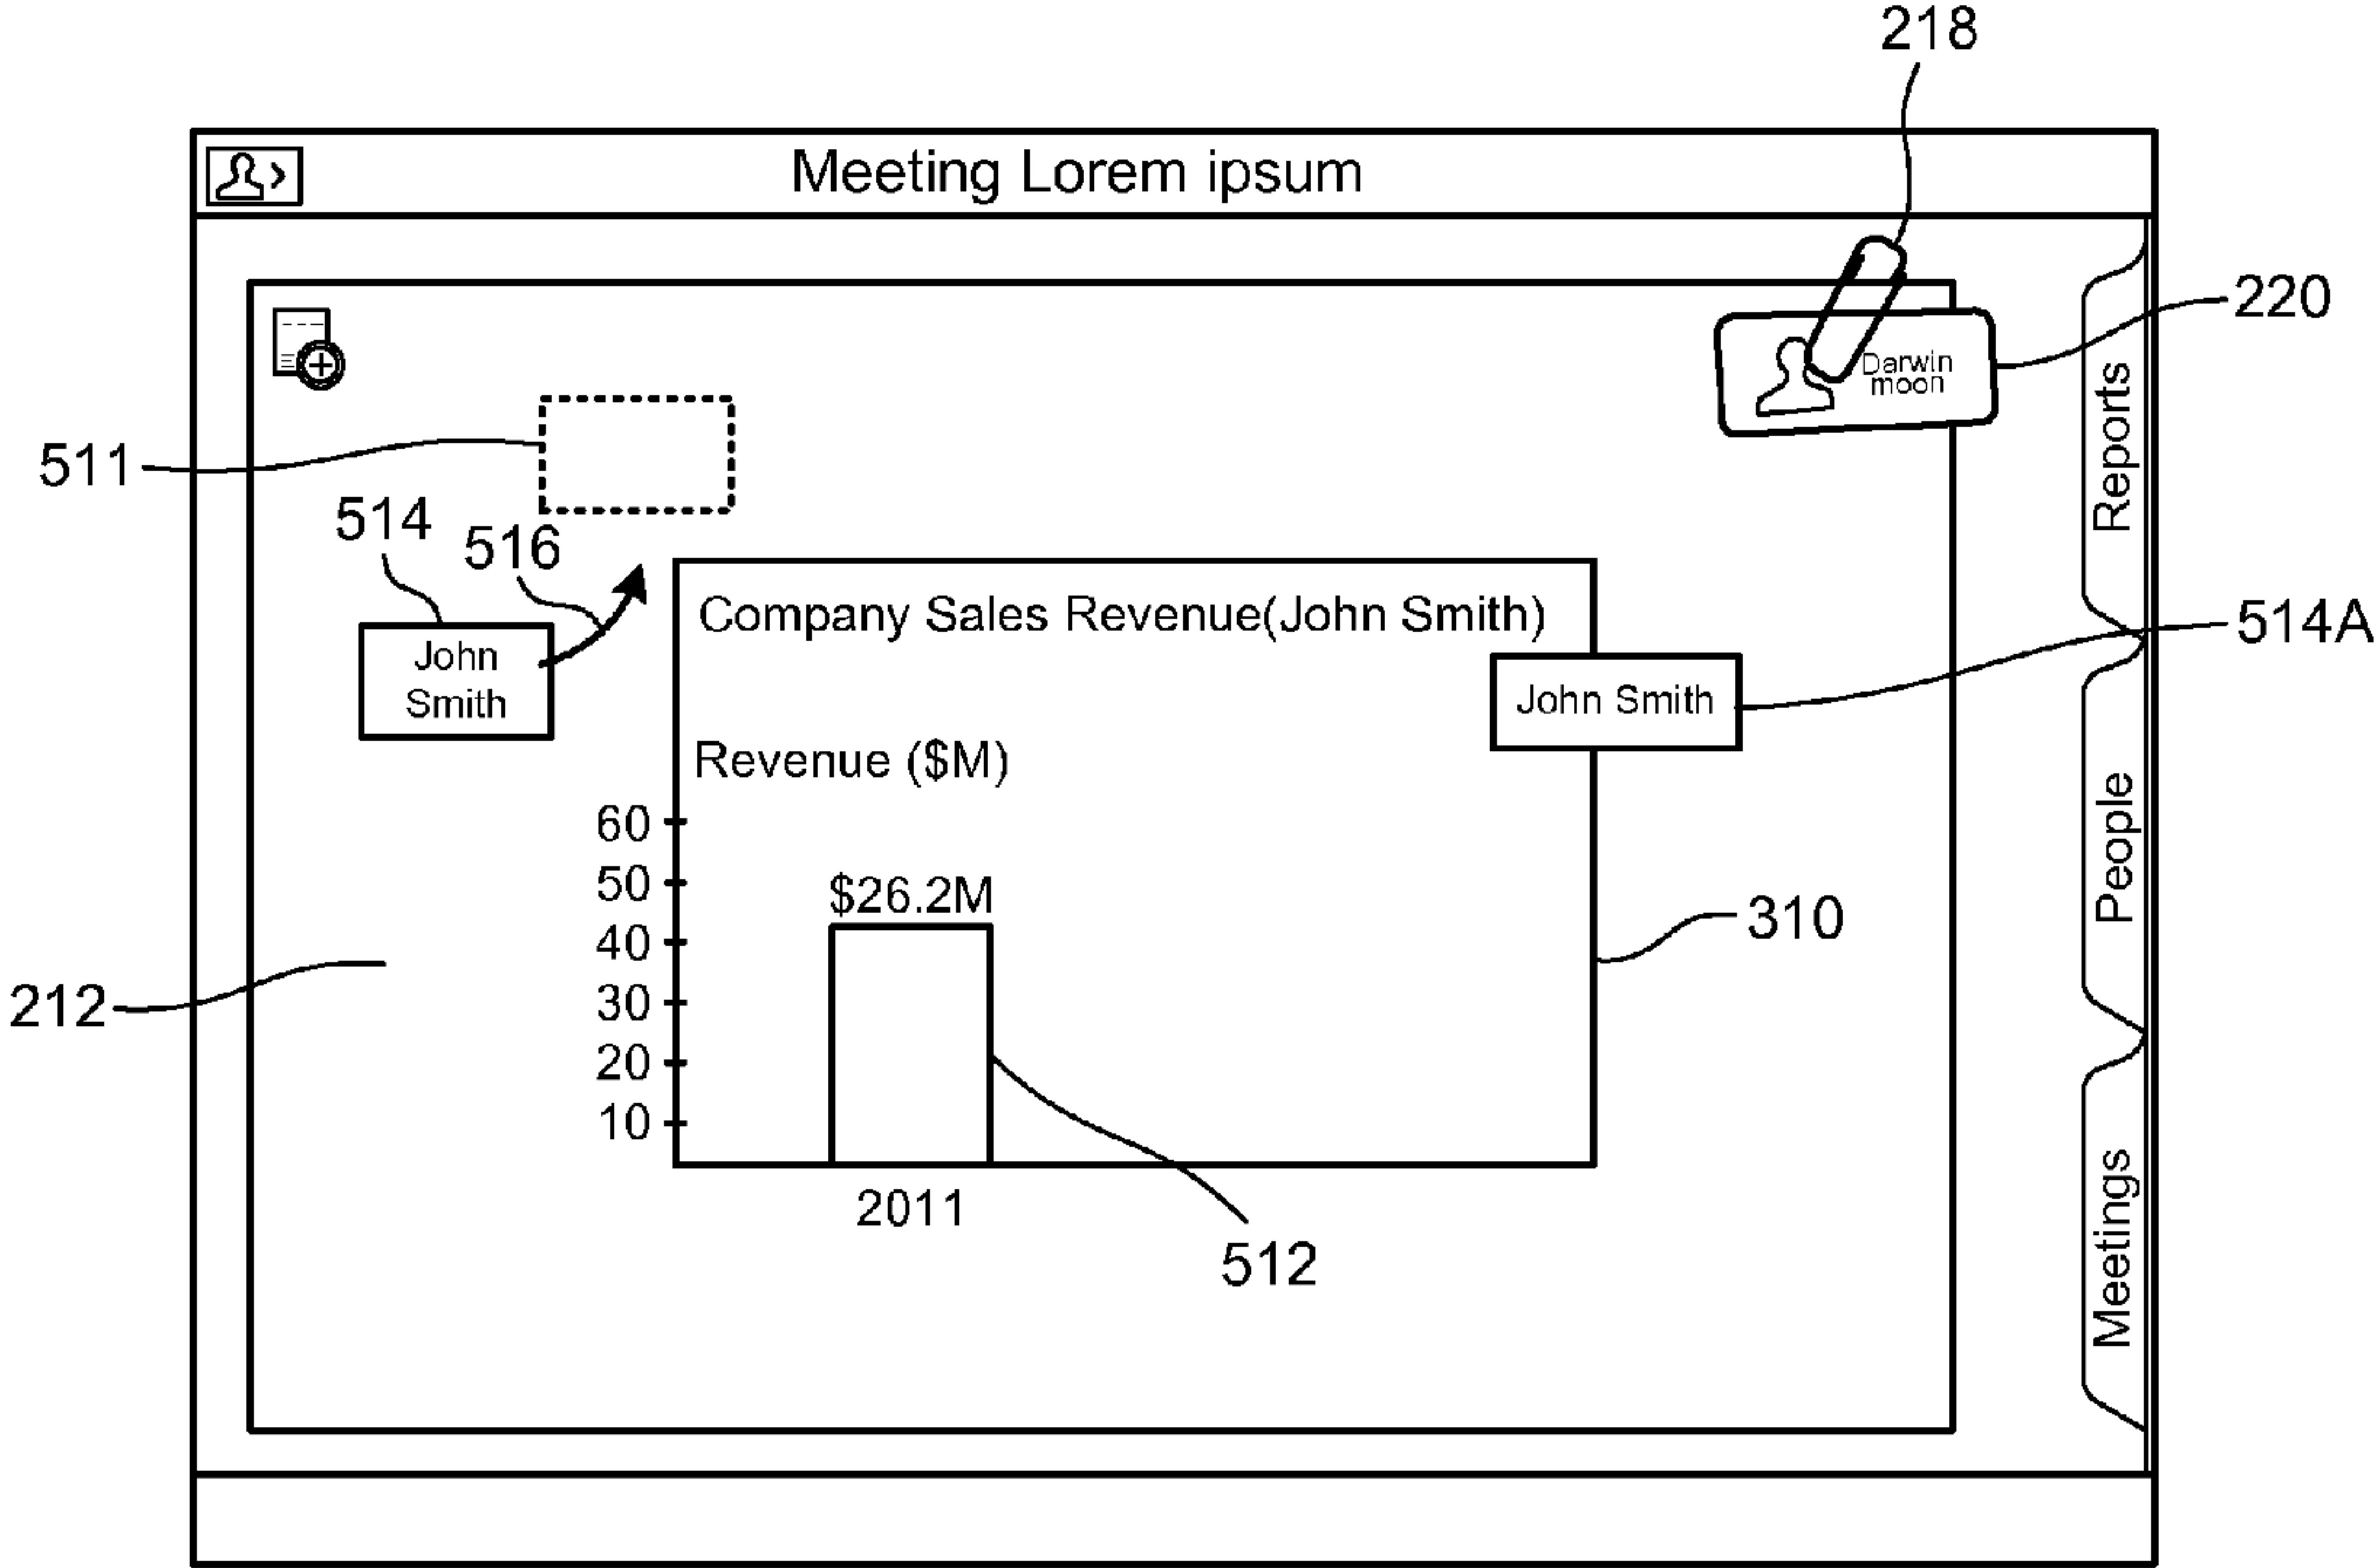 218
Meeting Lorem ipsum
220
Darwin
moon
Reports
511
514
516
Company Sales Revenue(John Smith)
514A
John
Smith
John Smith
Revenue ($M)
People
60
50
$26.2M
310
40
212
30
20
10
Meetings
2011
512